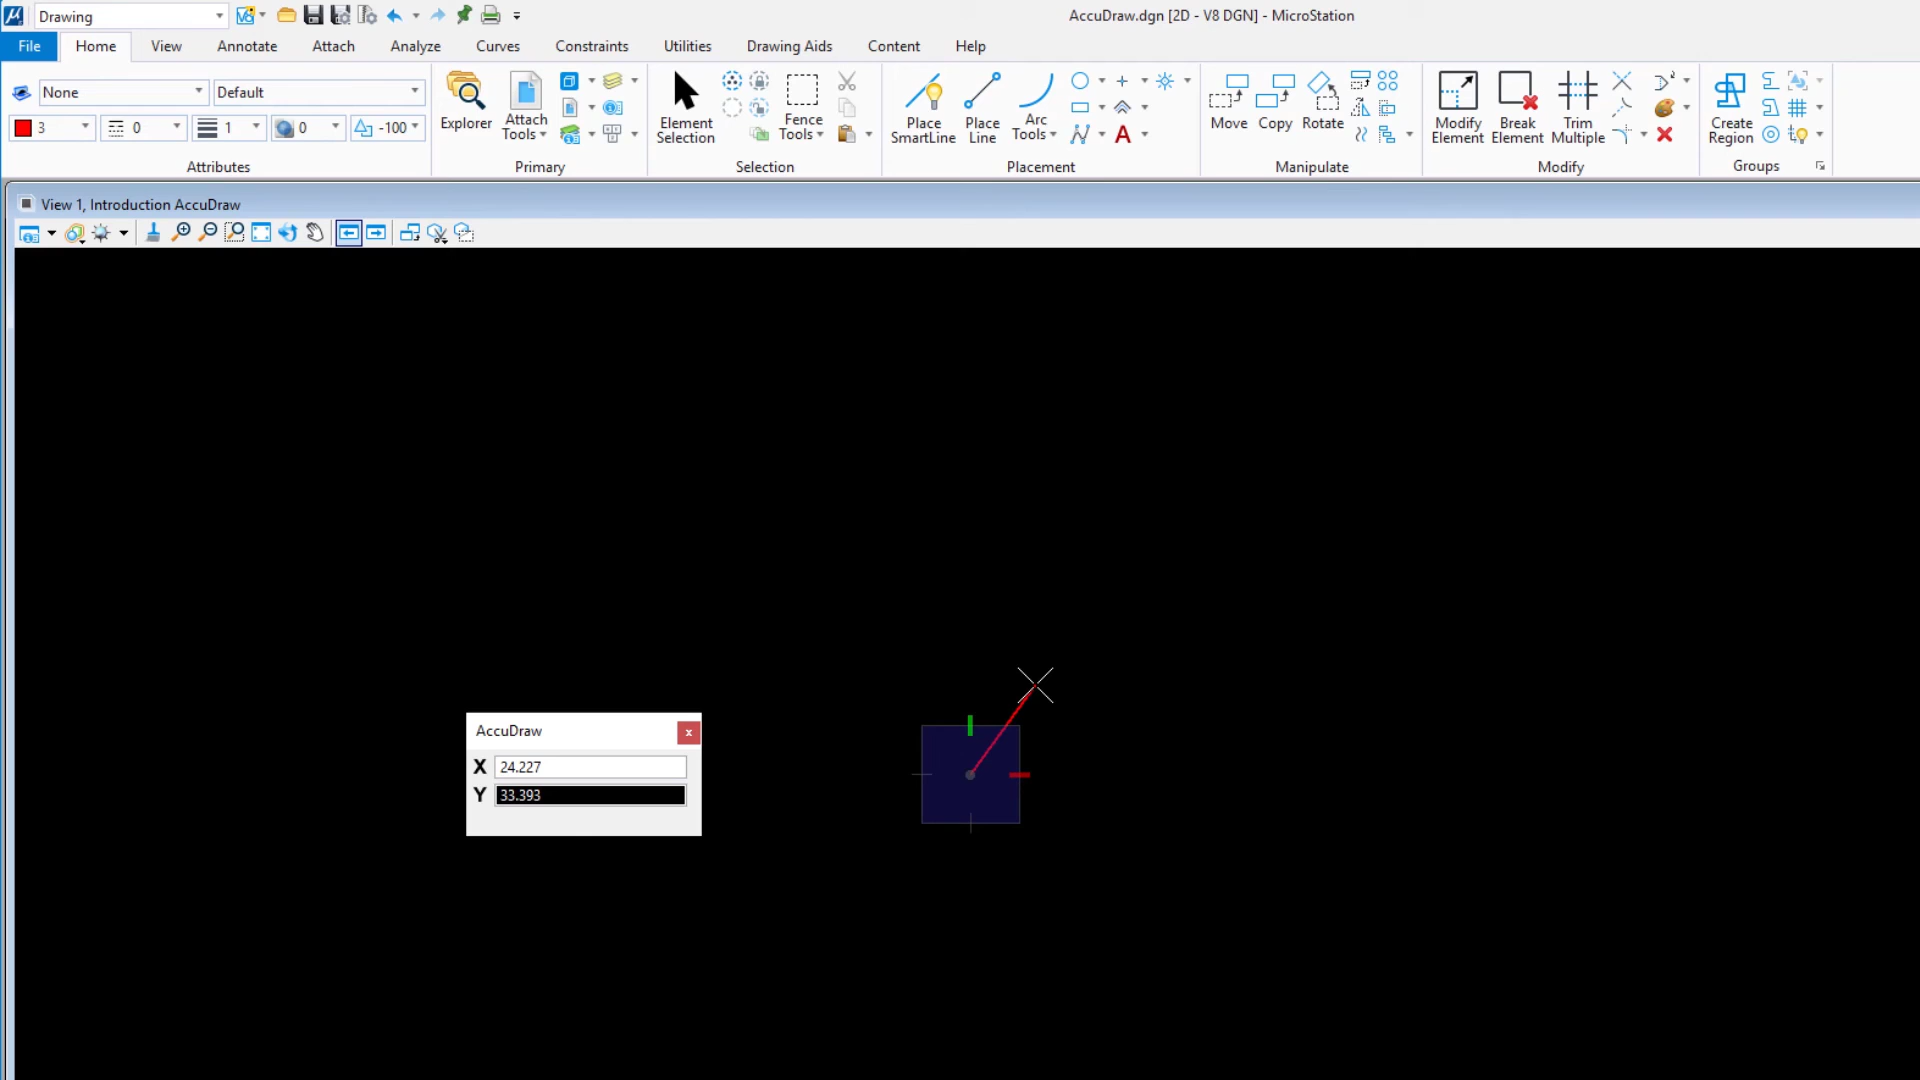 Drawing
AccuDraw.dgn [2D - V8 DGN] - MicroStation
File Home View Annotate Attach Analyze Curves Constraints Utilities Drawing Aids Content Help
None Default
3 0 1 0 -100
Attributes
Explorer
Attach
Tools
Primary
Element
Selection
Fence
Tools
Selection
Place
SmartLine
Place
Line
Arc
Tools
Placement
Move Copy Rotate
Manipulate
Modify
Element
Break
Element
Trim
Multiple
Modify
Create
Region
Groups
View 1, Introduction AccuDraw
AccuDraw
X 24.227
Y 33.393